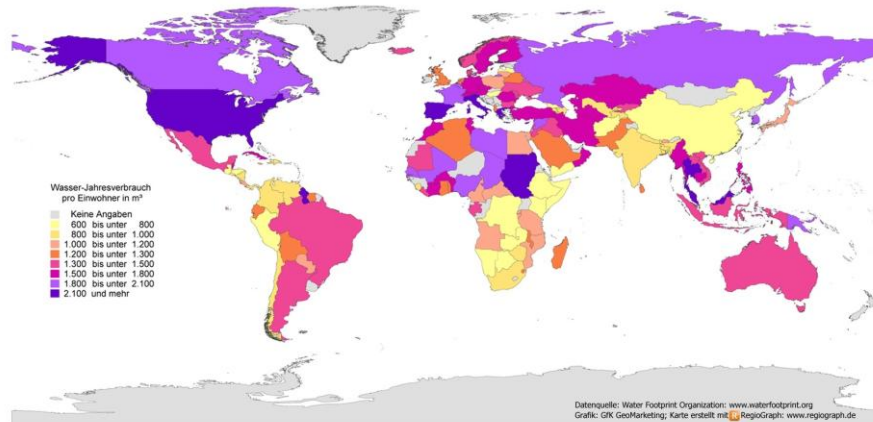 Wasser-Jahresverbrauch
pro Einwohner in m³
Keine Angaben
600 bis unter 800
800 bis unter 1.000
1.000 bis unter 1.200
1.200 bis unter 1.300
1.300 bis unter 1.500
1.500 bis unter 1.800
1.800 bis unter 2.100
2.100 und mehr
Datenquelle: Water Footprint Organization: www.waterfootprint.org
Grafik: GfK GeoMarketing; Karte erstellt mit R RegioGraph: www.regiograph.de